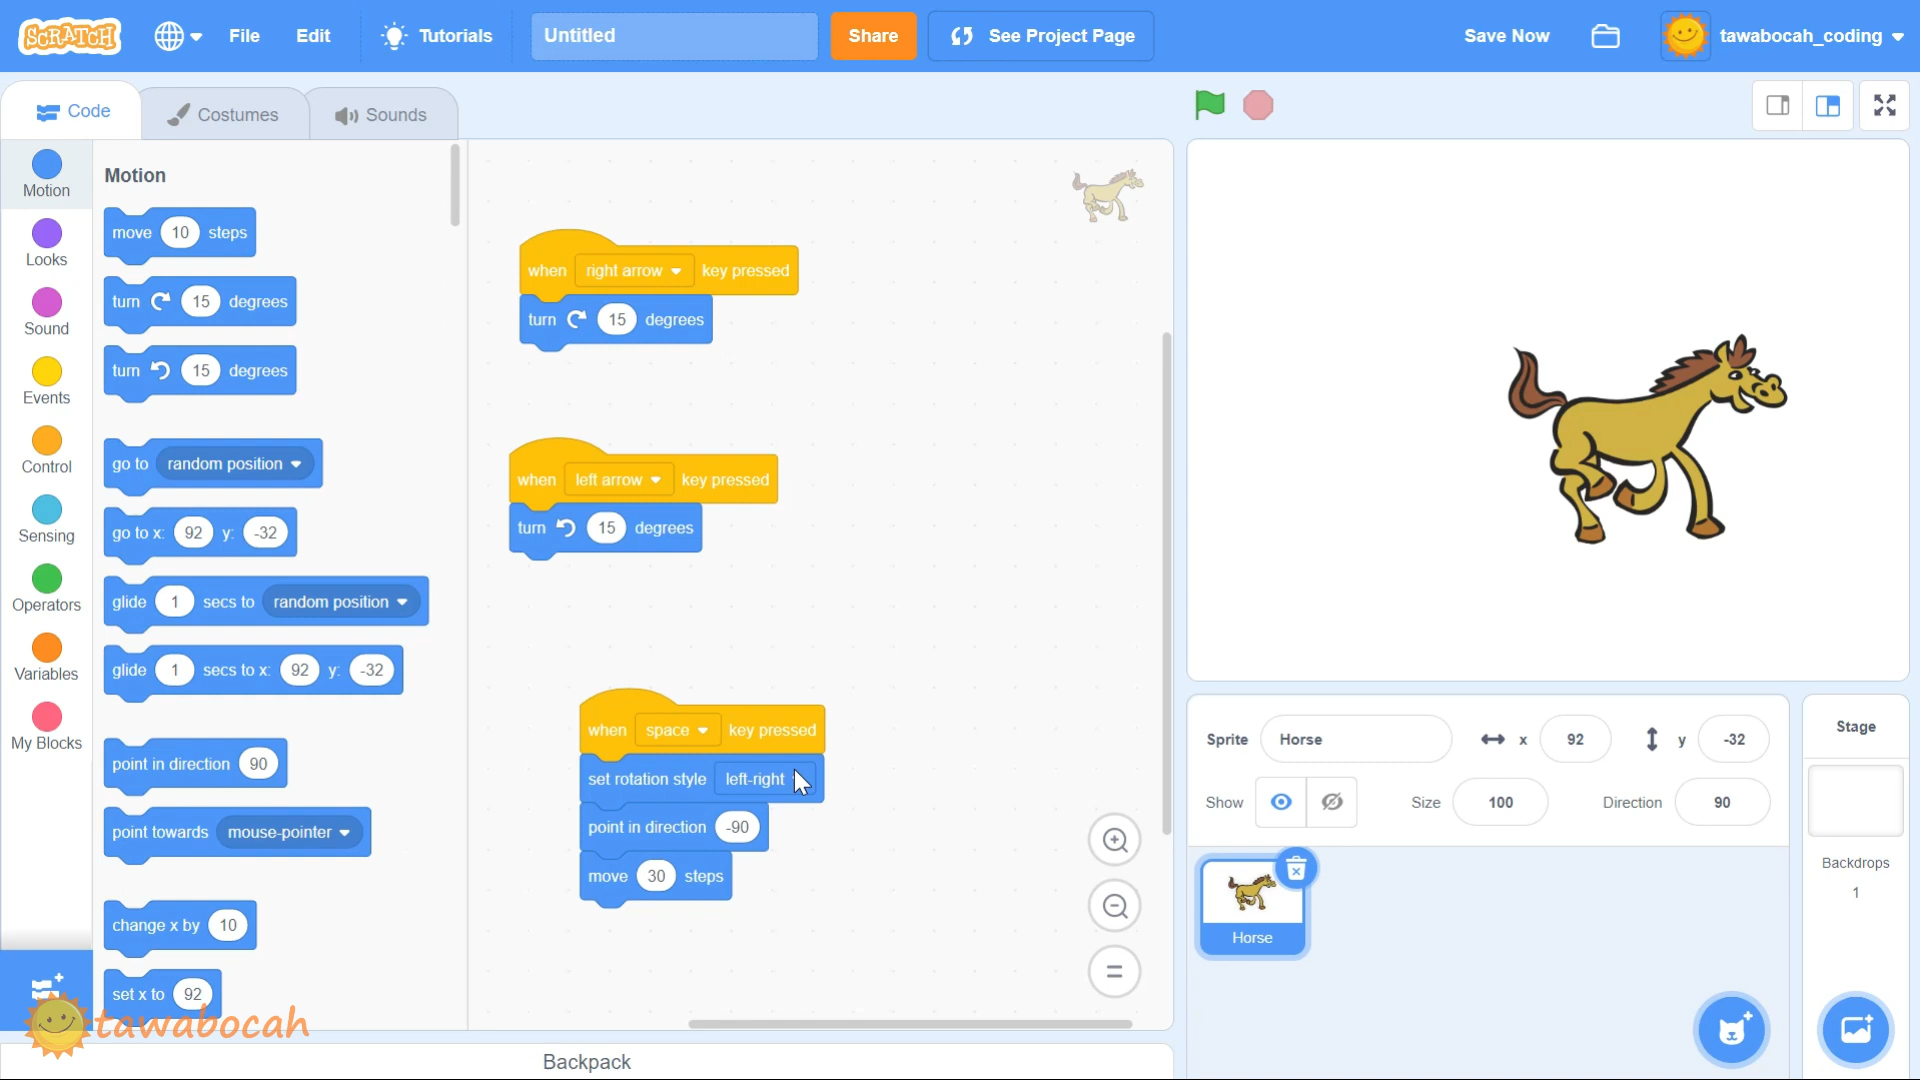 SCRATCH File Edit Tutorials Untitled Share See Project Page Save Now tawabocah_coding
Code Costumes Sounds
Motion
Looks
Sound
Events
Control
Sensing
Operators
Variables
My Blocks
Motion
move 10 steps
turn 15 degrees
turn 15 degrees
go to random position
go to x: 92 y: -32
glide 1 secs to random position
glide 1 secs to x: 92 y: -32
point in direction 90
point towards mouse-pointer
change x by 10
set x to 92
tawabocah
when right arrow key pressed
turn 15 degrees
when left arrow key pressed
turn 15 degrees
when space key pressed
set rotation style left-right
point in direction -90
move 30 steps
Backpack
Sprite Horse x 92 y -32
Show Size 100 Direction 90
Horse
Stage
Backdrops
1